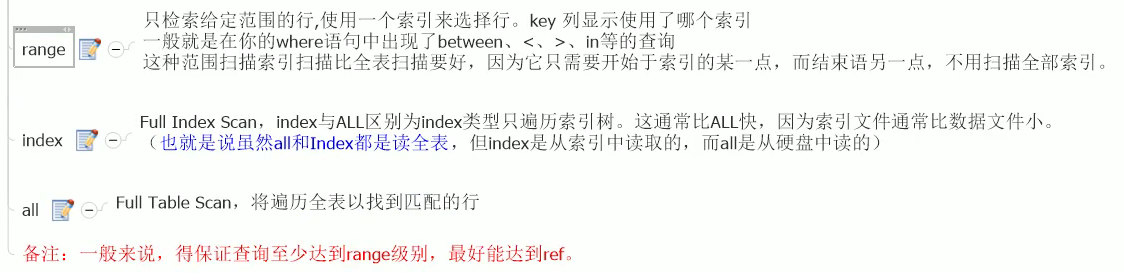 range
只检索给定范围的行,使用一个索引来选择行。key 列显示使用了哪个索引
一般就是在你的where语句中出现了between、<、>、in等的查询
这种范围扫描索引扫描比全表扫描要好，因为它只需要开始于索引的某一点，而结束语另一点，不用扫描全部索引。
index
Full Index Scan，index与ALL区别为index类型只遍历索引树。这通常比ALL快，因为索引文件通常比数据文件小。
（也就是说虽然all和Index都是读全表，但index是从索引中读取的，而all是从硬盘中读的）
all
Full Table Scan，将遍历全表以找到匹配的行
备注：一般来说，得保证查询至少达到range级别，最好能达到ref。